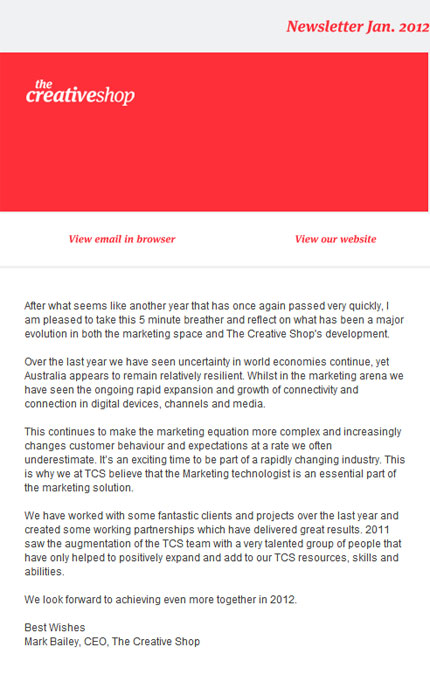 Newsletter Jan. 2012
the
creativeshop
View email in browser
View our website
After what seems like another year that has once again passed very quickly, I
am pleased to take this 5 minute breather and reflect on what has been a major
evolution in both the marketing space and The Creative Shop's development.
Over the last year we have seen uncertainty in world economies continue, yet
Australia appears to remain relatively resilient. Whilst in the marketing arena we
have seen the ongoing rapid expansion and growth of connectivity and
connection in digital devices, channels and media.
This continues to make the marketing equation more complex and increasingly
changes customer behaviour and expectations at a rate we often
underestimate. It's an exciting time to be part of a rapidly changing industry. This
is why we at TCS believe that the Marketing technologist is an essential part of
the marketing solution.
We have worked with some fantastic clients and projects over the last year and
created some working partnerships which have delivered great results. 2011
saw the augmentation of the TCS team with a very talented group of people that
have only helped to positively expand and add to our TCS resources, skills and
abilities.
We look forward to achieving even more together in 2012.
Best Wishes
Mark Bailey, CEO, The Creative Shop